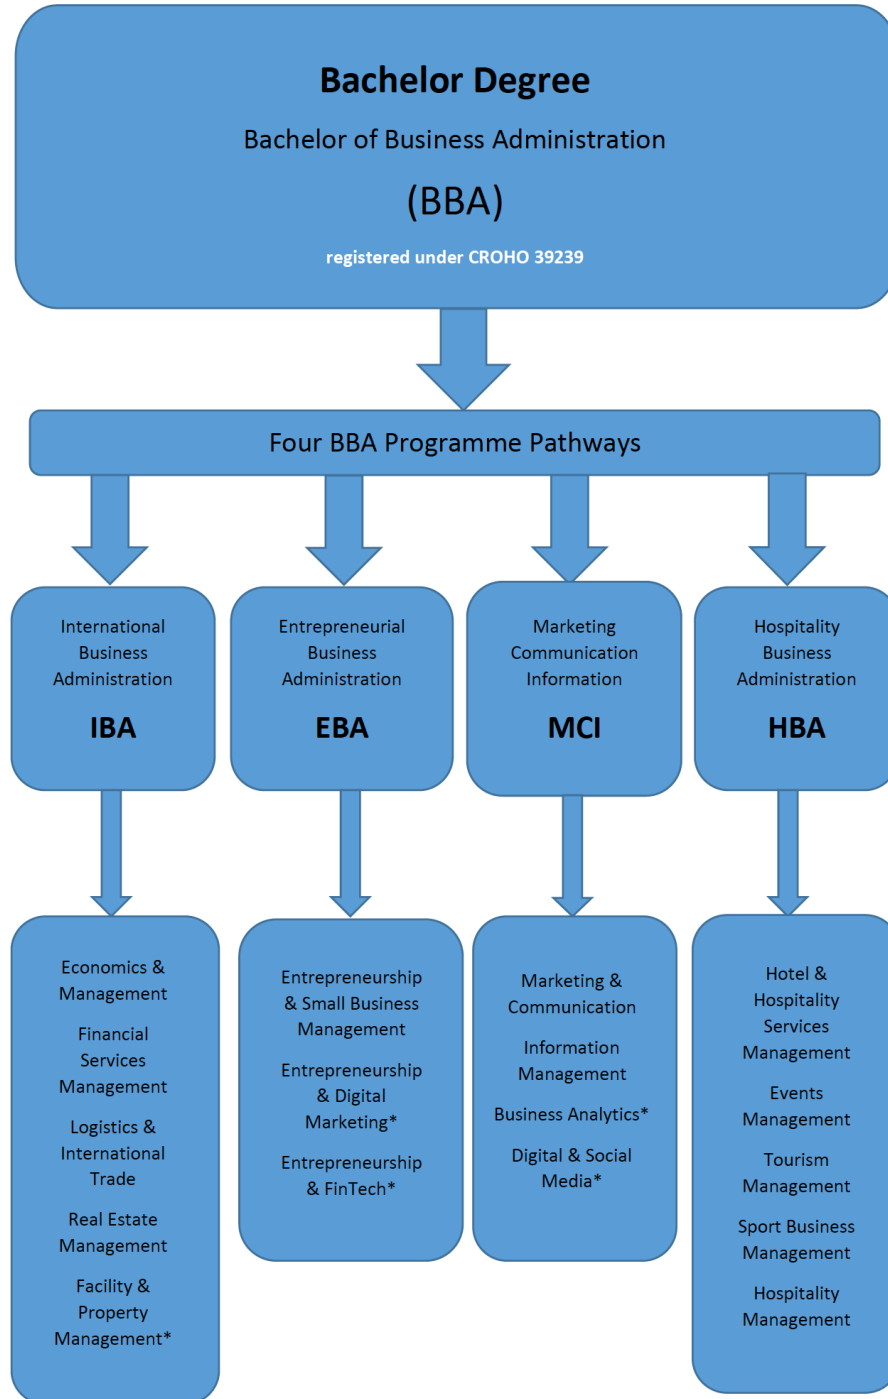 Bachelor Degree
Bachelor of Business Administration
(BBA)
registered under CROHO 39239
Four BBA Programme Pathways
International
Business
Administration
IBA
Entrepreneurial
Business
Administration
EBA
Marketing
Communication
Information
MCI
Hospitality
Business
Administration
HBA
Economics &
Management
Financial
Services
Management
Logistics &
International
Trade
Real Estate
Management
Facility &
Property
Management*
Entrepreneurship
& Small Business
Management
Entrepreneurship
& Digital
Marketing*
Entrepreneurship
& FinTech*
Marketing &
Communication
Information
Management
Business Analytics*
Digital & Social
Media*
Hotel &
Hospitality
Services
Management
Events
Management
Tourism
Management
Sport Business
Management
Hospitality
Management